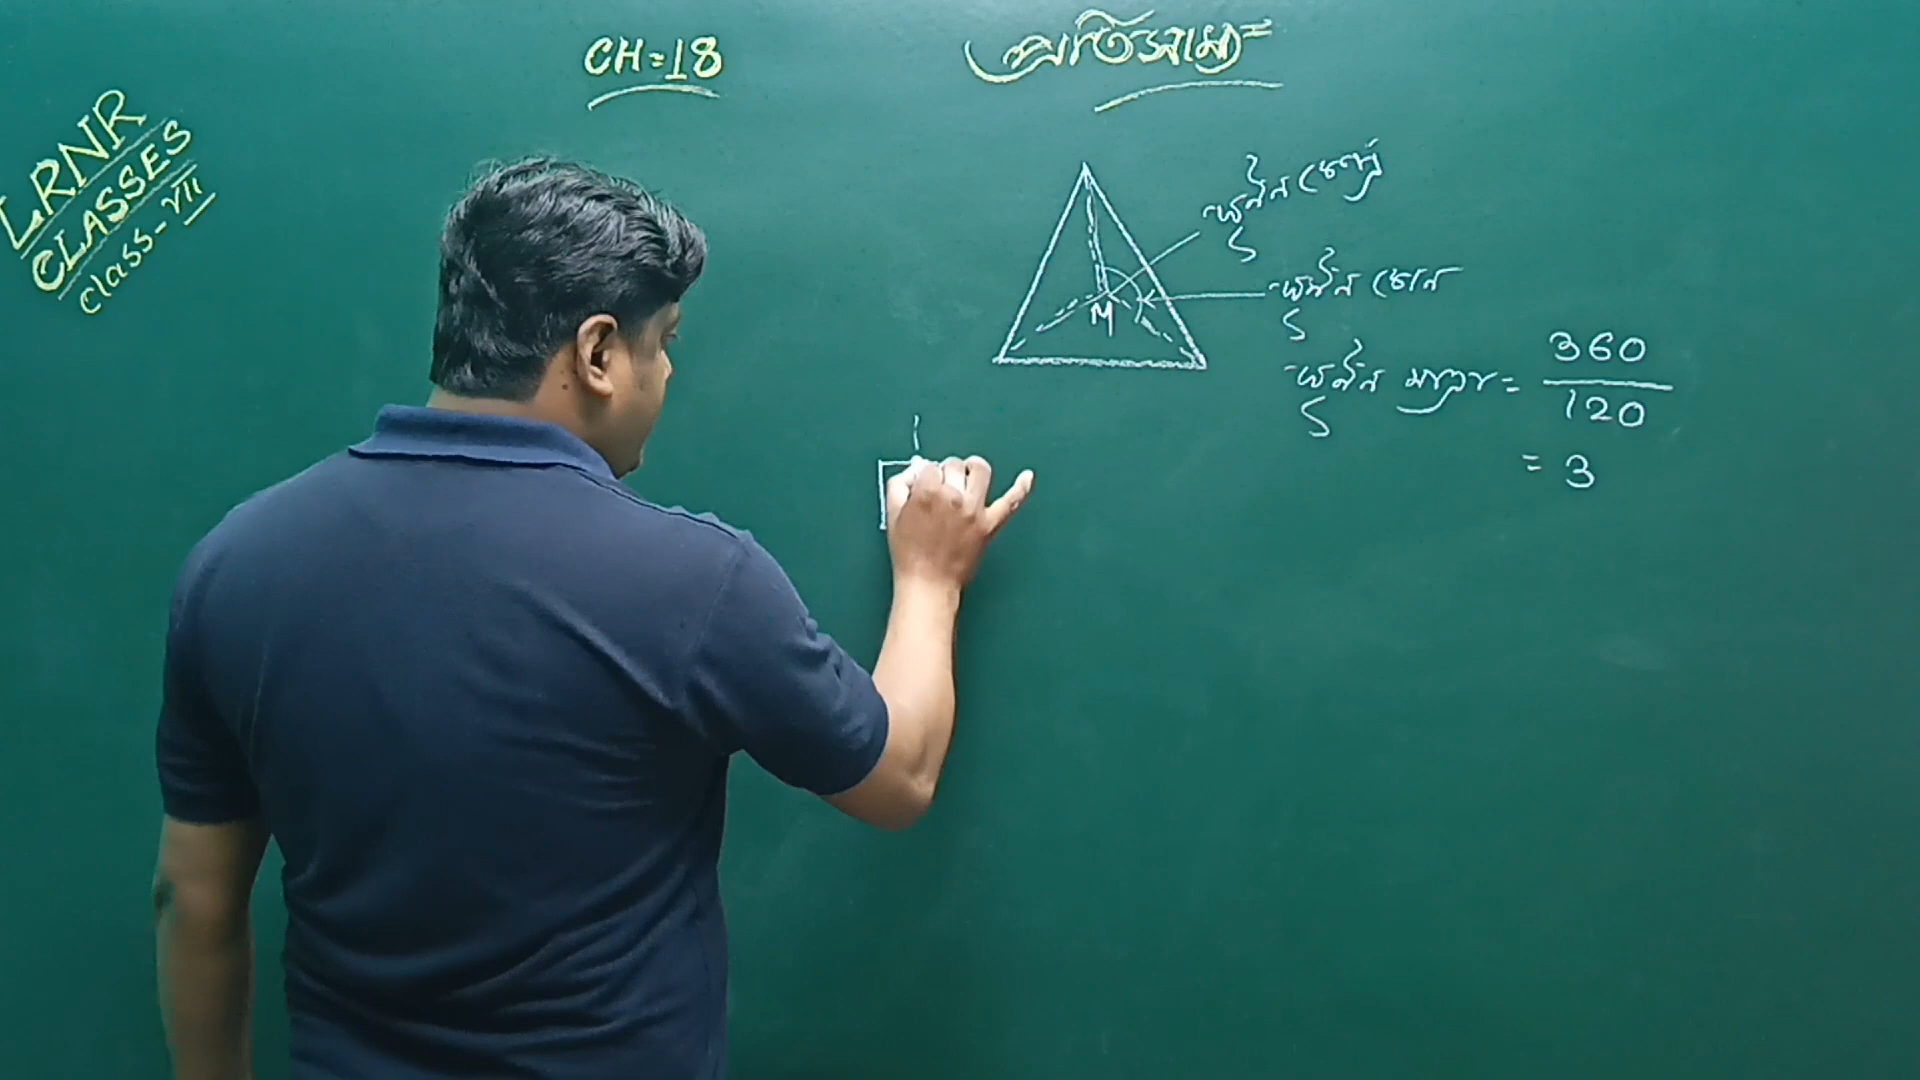 CH=18
প্রতিসাম্য
LRNR
CLASSES
Class-VII
ঘূর্ণন কেন্দ্র
M
ঘূর্ণন কোন
ঘূর্ণন মাত্রা = 360
120
= 3